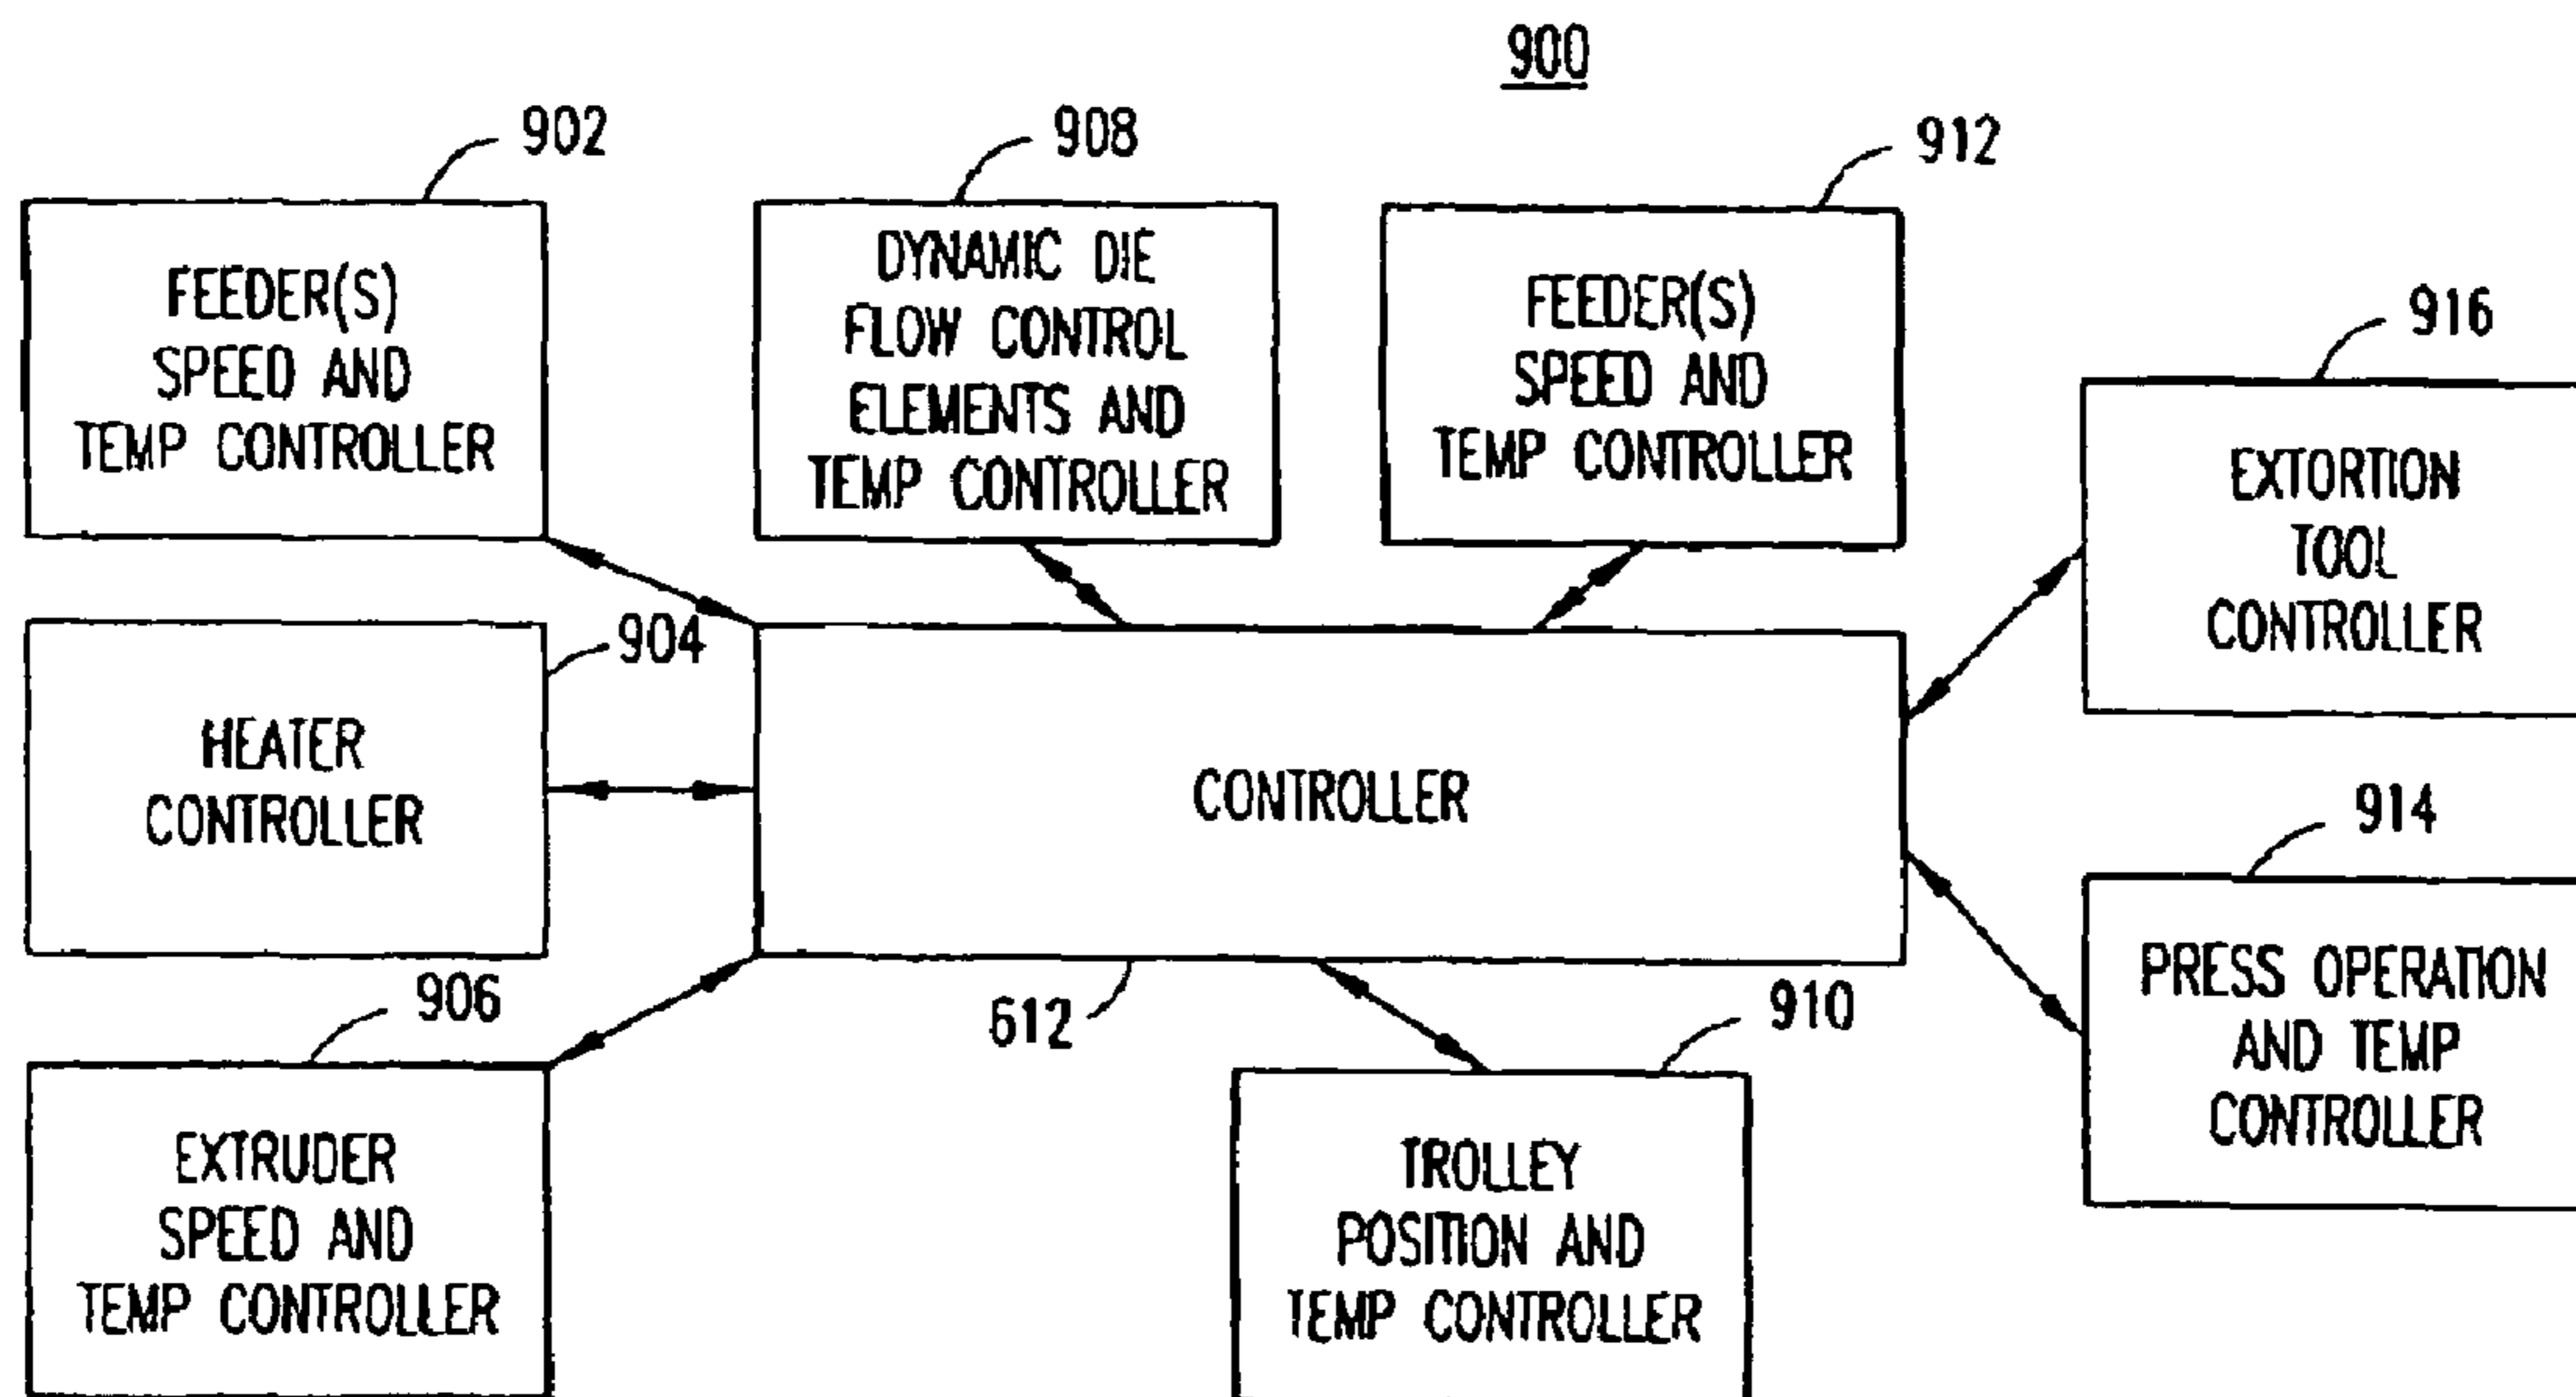 900
902
FEEDER(S)
SPEED AND
TEMP CONTROLLER
908
DYNAMIC DIE
FLOW CONTROL
ELEMENTS AND
TEMP CONTROLLER
912
FEEDER(S)
SPEED AND
TEMP CONTROLLER
916
EXTORTION
TOOL
CONTROLLER
904
HEATER
CONTROLLER
CONTROLLER
612
914
PRESS OPERATION
AND TEMP
CONTROLLER
906
EXTRUDER
SPEED AND
TEMP CONTROLLER
910
TROLLEY
POSITION AND
TEMP CONTROLLER